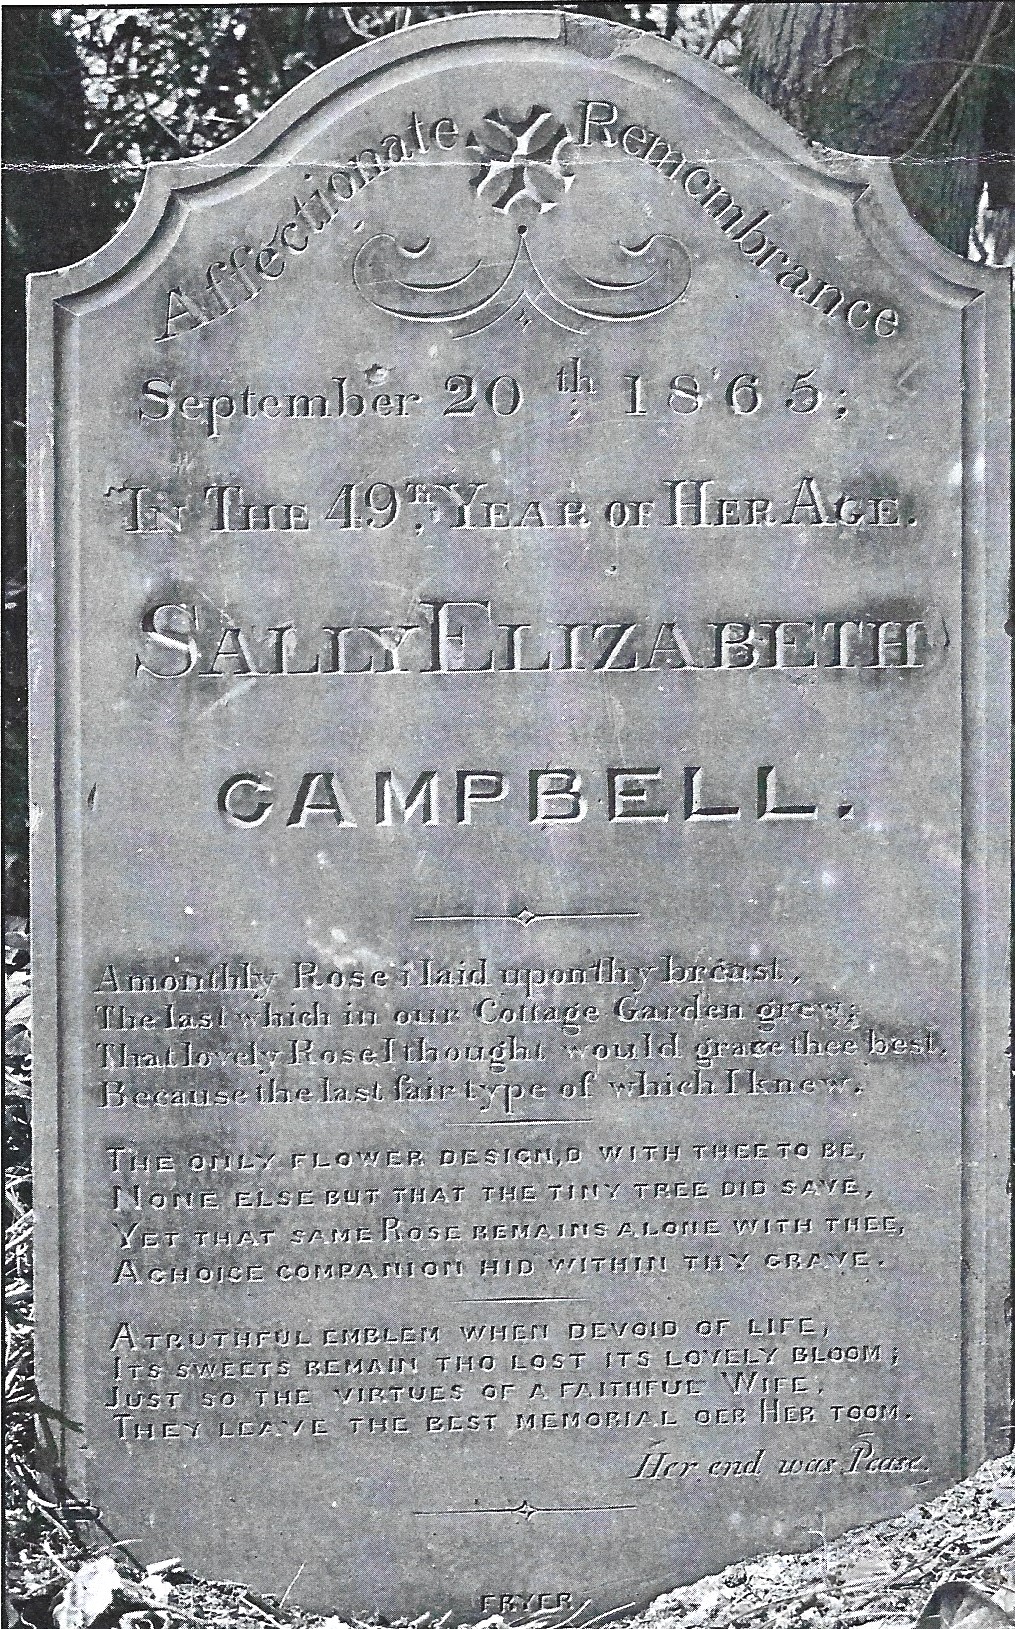 Affectionate Remembrance
September 20th 1865;
IN THE 49TH. YEAR OF HER AGE.
SALLY ELIZABETH
CAMPBELL.
A monthly Rose i laid upon thy breast,
The last which in our Cottage Garden grew;
That lovely Rose I thought would grace thee best,
Because the last fair type of which I knew.
THE ONLY FLOWER DESIGN,D WITH THEE TO BE,
NONE ELSE BUT THAT THE TINY TREE DID SAVE,
YET THAT SAME ROSE REMAINS ALONE WITH THEE,
A CHOICE COMPANION HID WITHIN THY GRAVE.
A TRUTHFUL EMBLEM WHEN DEVOID OF LIFE,
ITS SWEETS REMAIN THO LOST ITS LOVELY BLOOM;
JUST SO THE VIRTUES OF A FAITHFUL WIFE,
THEY LEAVE THE BEST MEMORIAL OER HER TOOM.
Her end was Pease.
FRYER